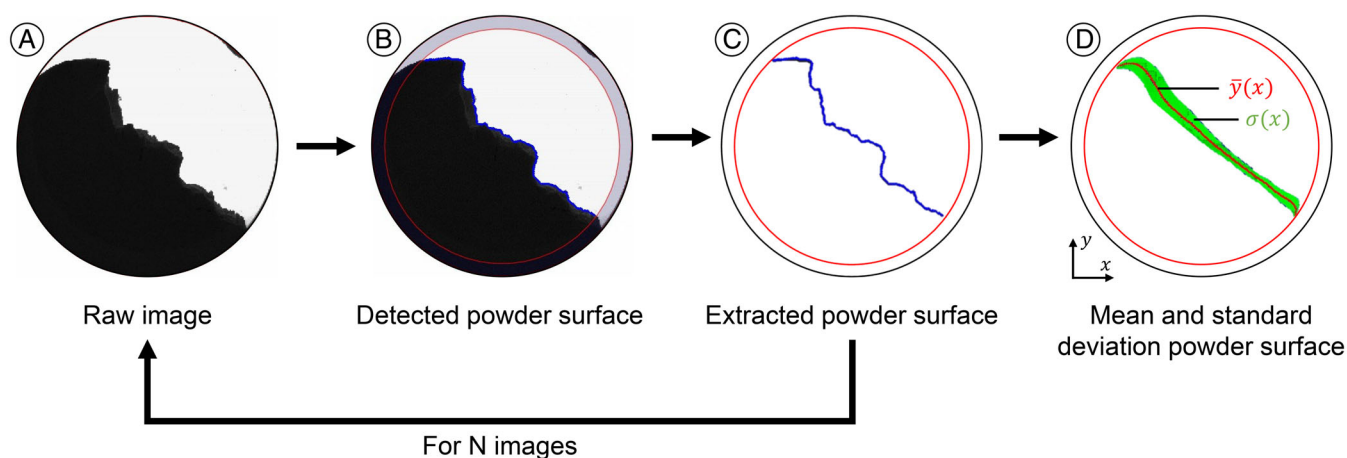 A
B
C
D
ȳ(x)
σ(x)
y
x
Raw image
Detected powder surface
Extracted powder surface
Mean and standard
deviation powder surface
For N images